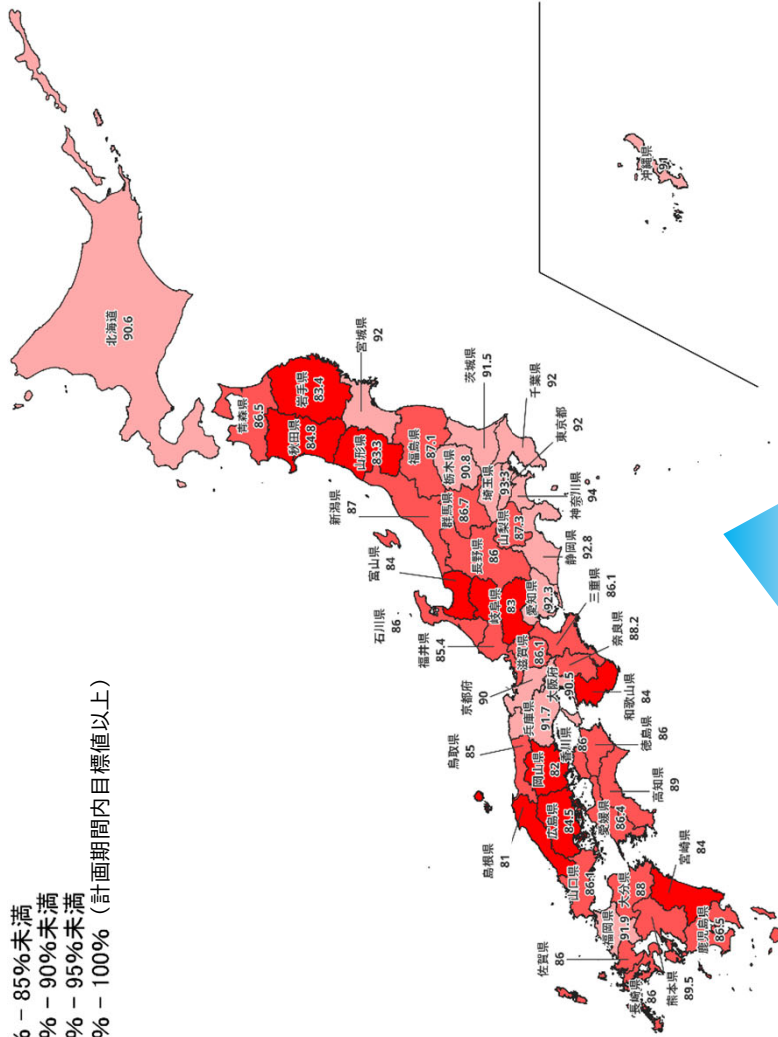 % – 85%未満
% – 90%未満
% – 95%未満
% – 100%（計画期間内目標値以上）
北海道
90.6
青森県
86.5
岩手県
83.4
秋田県
84.8
宮城県
92
山形県
83.3
福島県
87.1
茨城県
91.5
栃木県
90.8
群馬県
86.7
埼玉県
93.3
千葉県
92
東京都
92
神奈川県
94
新潟県
87
富山県
84
石川県
86
福井県
85.4
山梨県
87.3
長野県
86
岐阜県
83
静岡県
92.8
愛知県
92.3
三重県
86.1
滋賀県
86.1
京都府
90
大阪府
90.5
兵庫県
91.7
奈良県
88.2
和歌山県
84
鳥取県
85
島根県
81
岡山県
82
広島県
84.5
山口県
86.1
徳島県
86
香川県
86
愛媛県
86.4
高知県
89
福岡県
91.9
佐賀県
86
長崎県
86
熊本県
89.5
大分県
88
宮崎県
84
鹿児島県
86.5
沖縄県
91